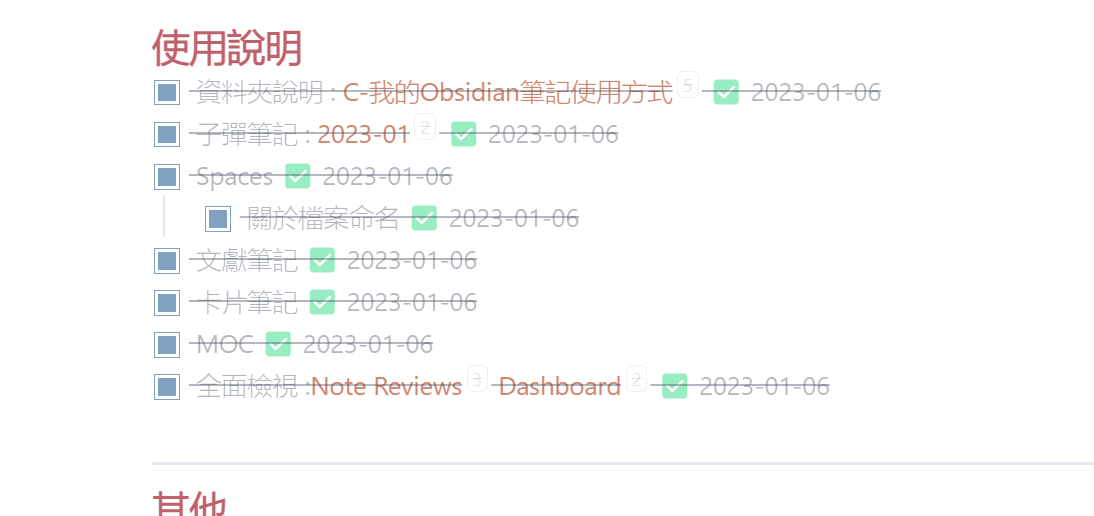 使用說明
資料夾說明 : C-我的Obsidian筆記使用方式 5 ✅ 2023-01-06
子彈筆記 : 2023-01 2 ✅ 2023-01-06
Spaces ✅ 2023-01-06
關於檔案命名 ✅ 2023-01-06
文獻筆記 ✅ 2023-01-06
卡片筆記 ✅ 2023-01-06
MOC ✅ 2023-01-06
全面檢視 :Note Reviews 3 Dashboard 2 ✅ 2023-01-06
其他